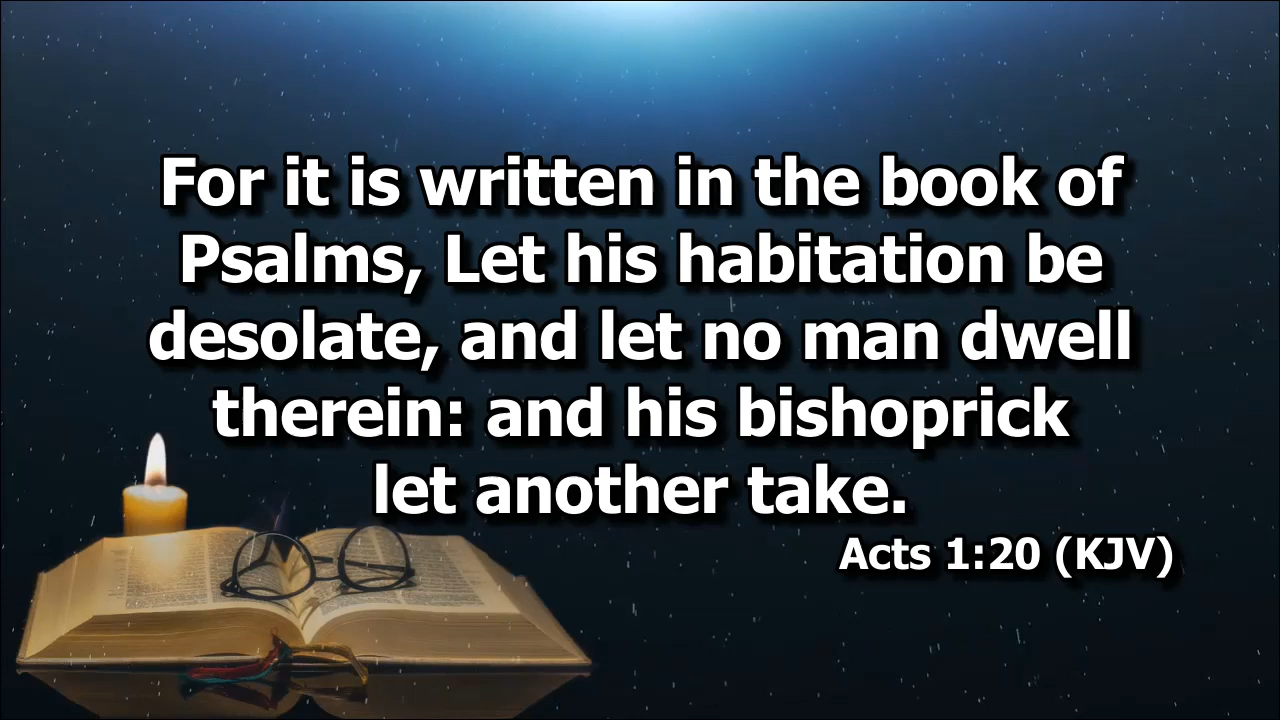 For it is written in the book of
Psalms, Let his habitation be
desolate, and let no man dwell
therein: and his bishoprick
let another take.
Acts 1:20 (KJV)